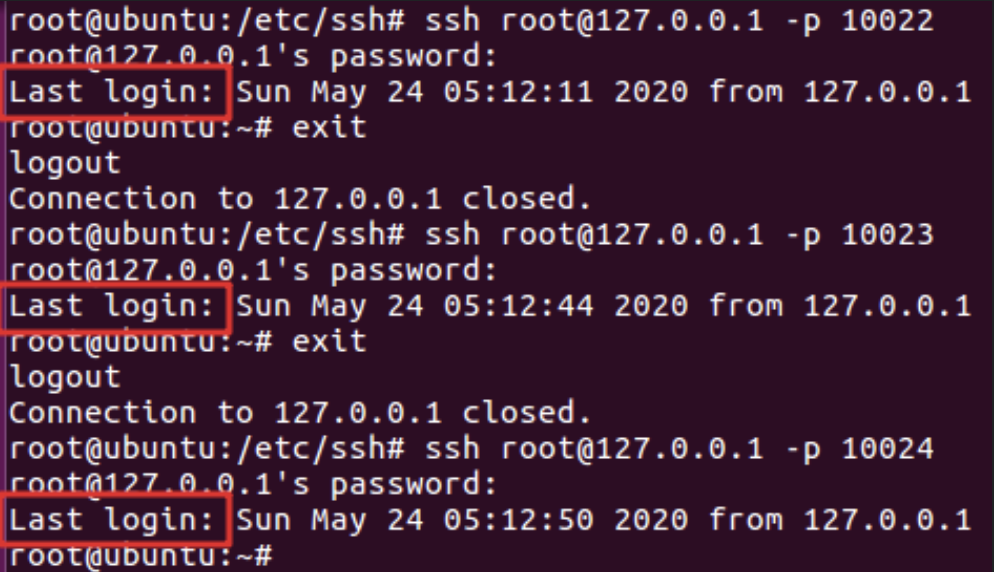 root@ubuntu:/etc/ssh# ssh root@127.0.0.1 -p 10022
root@127.0.0.1's password:
Last login: Sun May 24 05:12:11 2020 from 127.0.0.1
root@ubuntu:~# exit
logout
Connection to 127.0.0.1 closed.
root@ubuntu:/etc/ssh# ssh root@127.0.0.1 -p 10023
root@127.0.0.1's password:
Last login: Sun May 24 05:12:44 2020 from 127.0.0.1
root@ubuntu:~# exit
logout
Connection to 127.0.0.1 closed.
root@ubuntu:/etc/ssh# ssh root@127.0.0.1 -p 10024
root@127.0.0.1's password:
Last login: Sun May 24 05:12:50 2020 from 127.0.0.1
root@ubuntu:~#